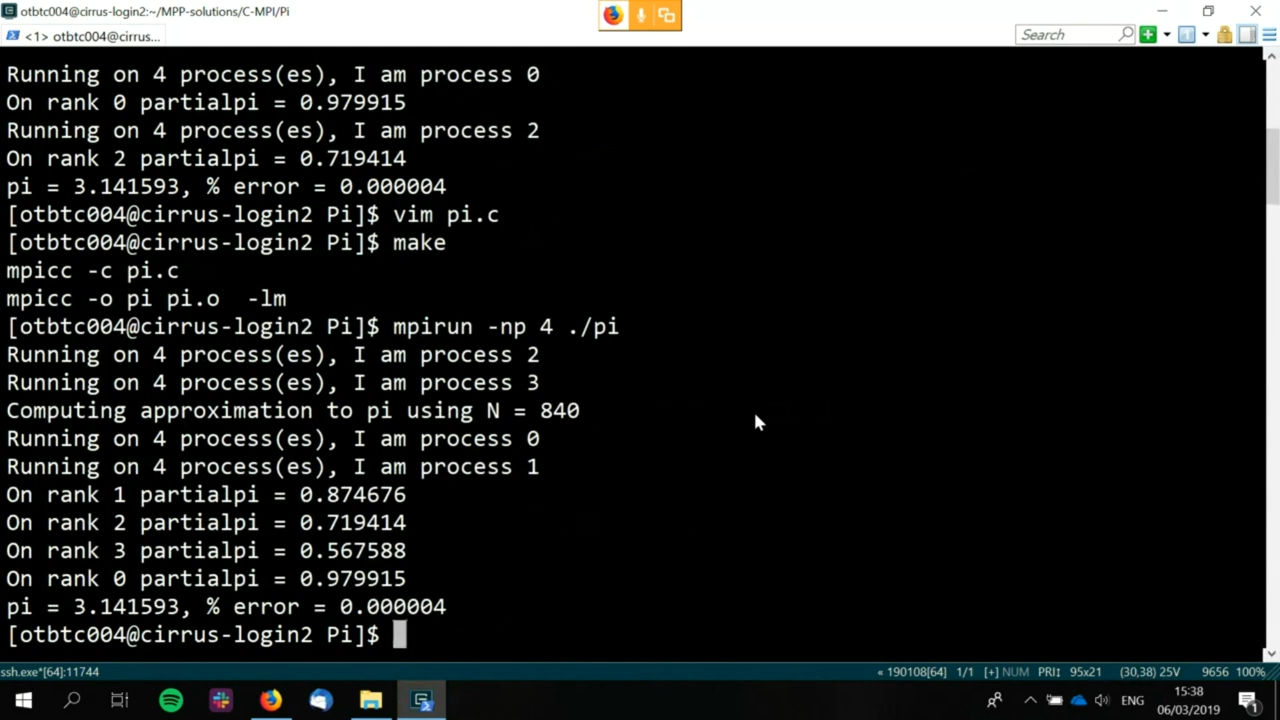 otbtc004@cirrus-login2:~/MPP-solutions/C-MPI/Pi
<1> otbtc004@cirrus...
Search
Running on 4 process(es), I am process 0
On rank 0 partialpi = 0.979915
Running on 4 process(es), I am process 2
On rank 2 partialpi = 0.719414
pi = 3.141593, % error = 0.000004
[otbtc004@cirrus-login2 Pi]$ vim pi.c
[otbtc004@cirrus-login2 Pi]$ make
mpicc -c pi.c
mpicc -o pi pi.o  -lm
[otbtc004@cirrus-login2 Pi]$ mpirun -np 4 ./pi
Running on 4 process(es), I am process 2
Running on 4 process(es), I am process 3
Computing approximation to pi using N = 840
Running on 4 process(es), I am process 0
Running on 4 process(es), I am process 1
On rank 1 partialpi = 0.874676
On rank 2 partialpi = 0.719414
On rank 3 partialpi = 0.567588
On rank 0 partialpi = 0.979915
pi = 3.141593, % error = 0.000004
[otbtc004@cirrus-login2 Pi]$
ssh.exe*[64]:11744 « 190108[64] 1/1 [+] NUM PRI↕ 95x21 (30,38) 25V 9656 100%
ENG
15:38
06/03/2019
1